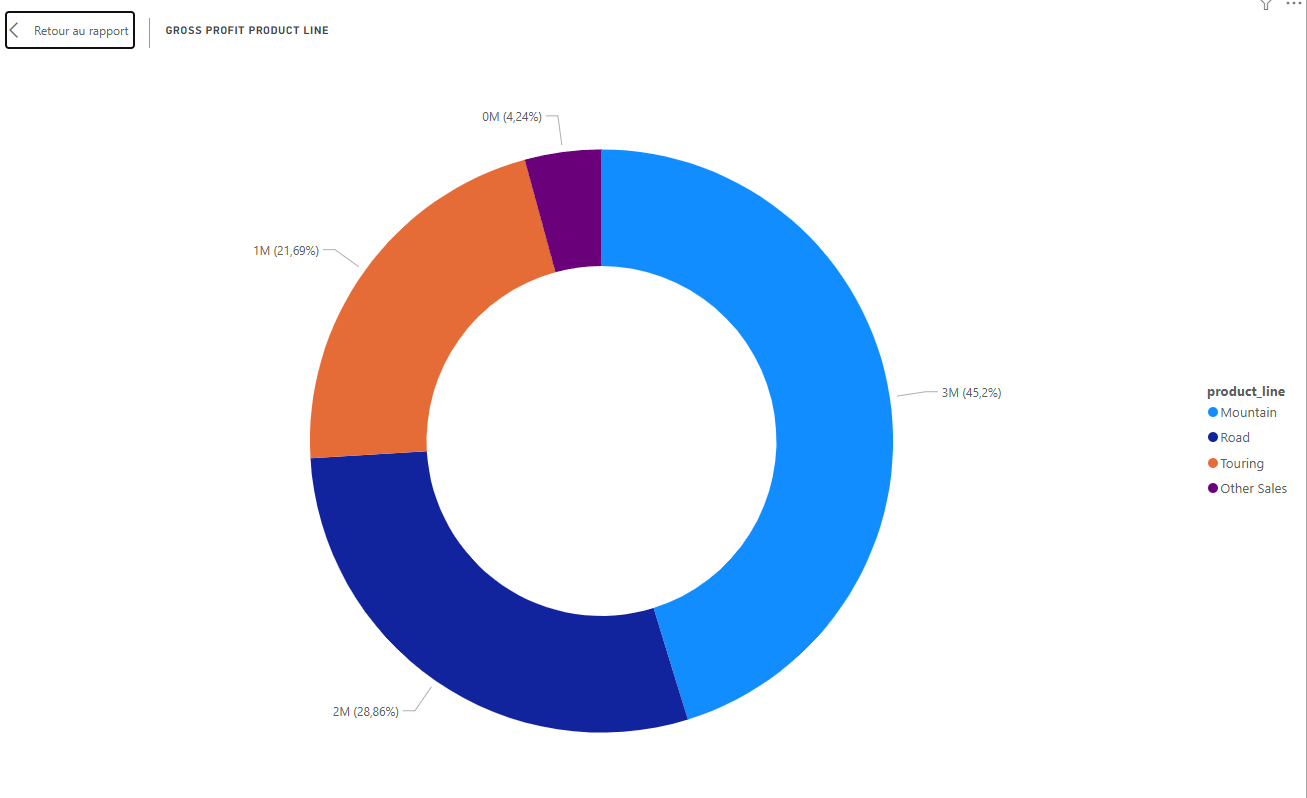 Retour au rapport
GROSS PROFIT PRODUCT LINE
0M (4,24%)
1M (21,69%)
3M (45,2%)
2M (28,86%)
product_line
Mountain
Road
Touring
Other Sales